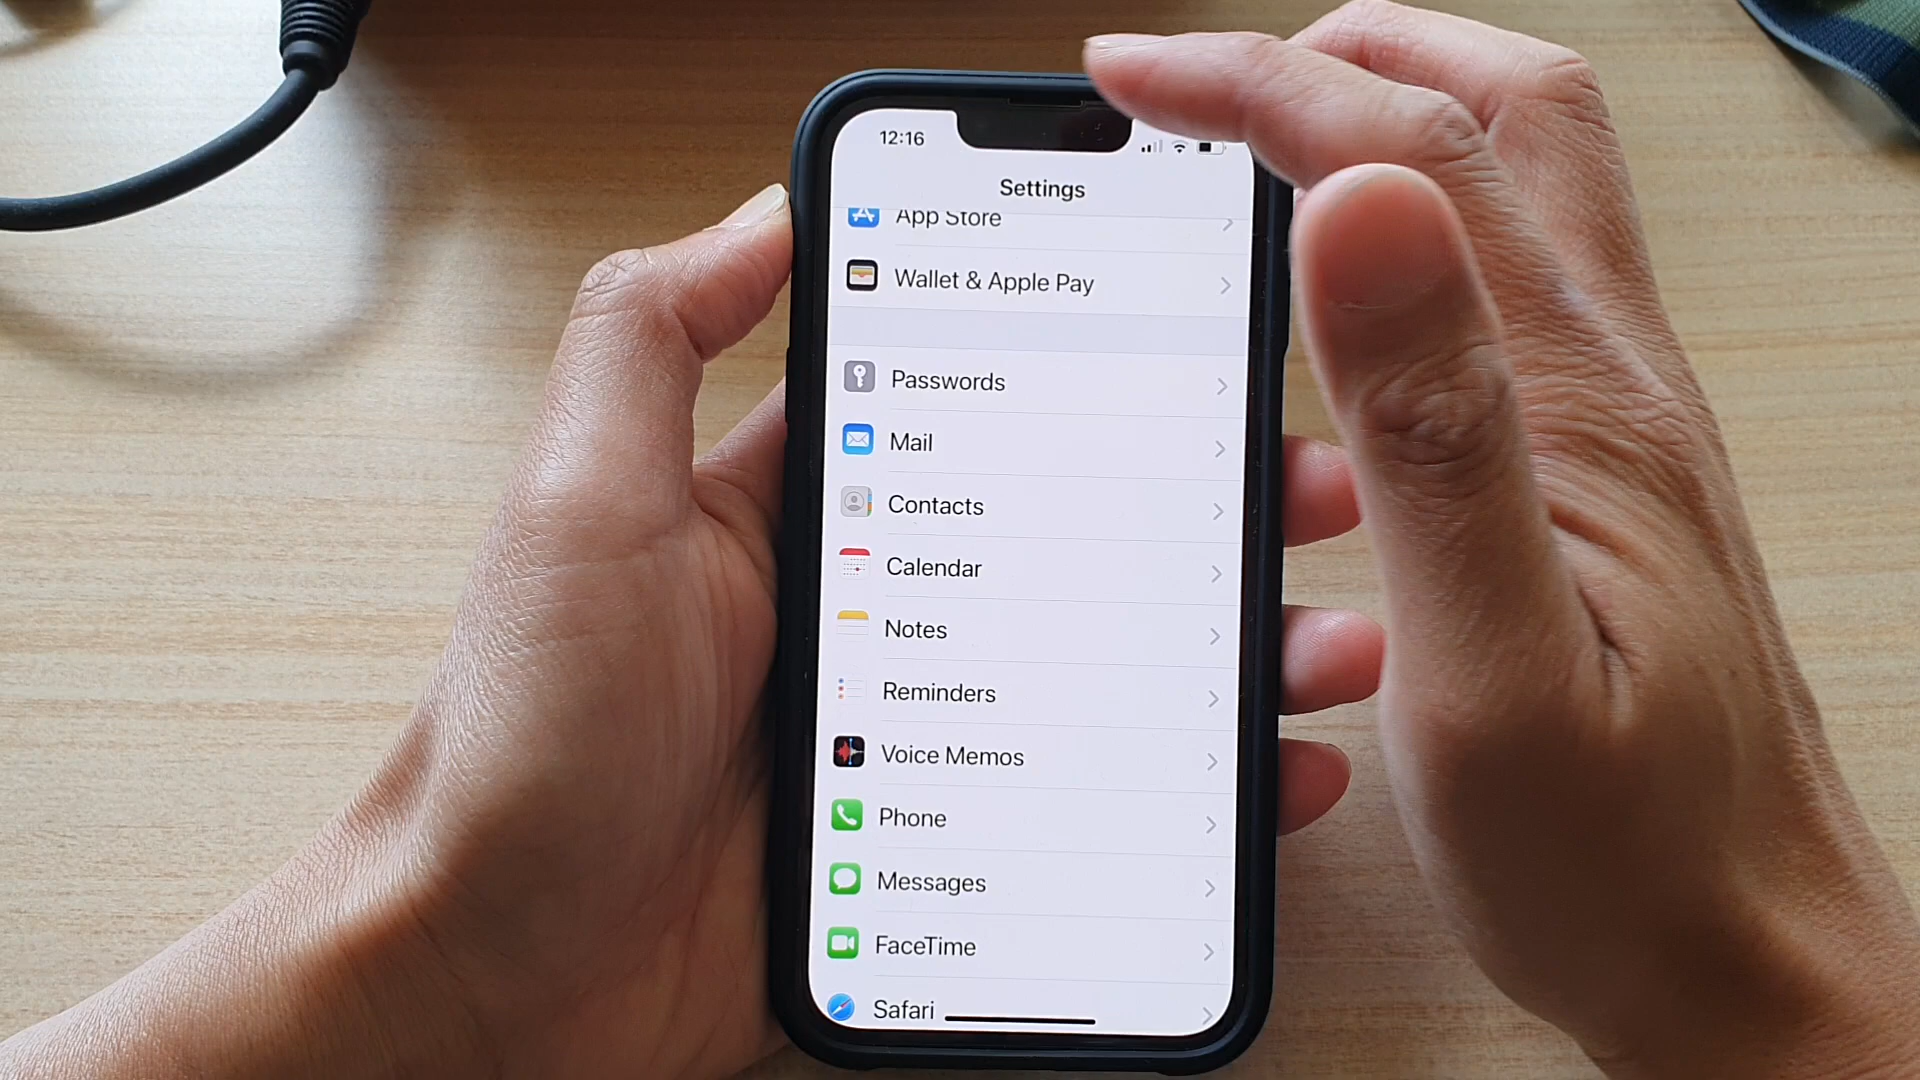 12:16
Settings
App Store
Wallet & Apple Pay
Passwords
Mail
Contacts
Calendar
Notes
Reminders
Voice Memos
Phone
Messages
FaceTime
Safari